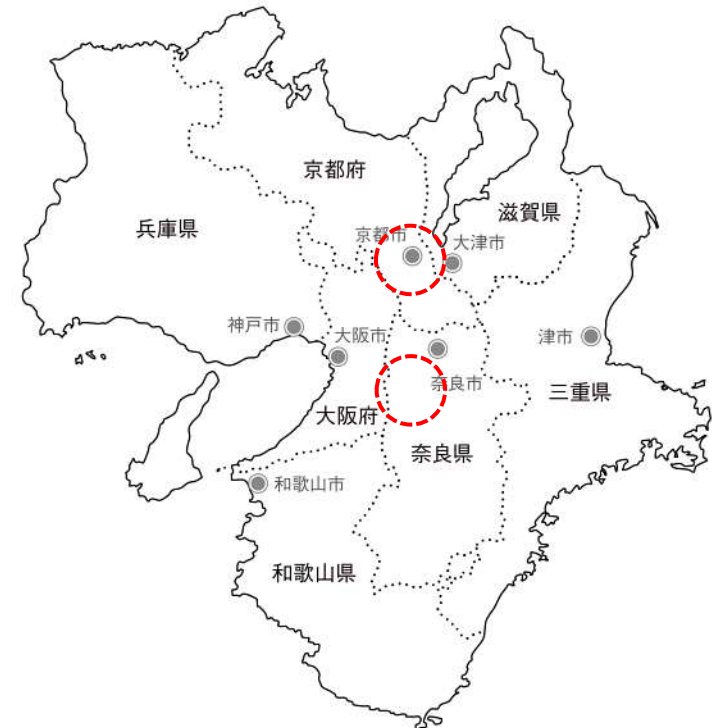 京都府
滋賀県
兵庫県
京都市
大津市
神戸市
大阪市
津市
奈良市
三重県
大阪府
奈良県
和歌山市
和歌山県